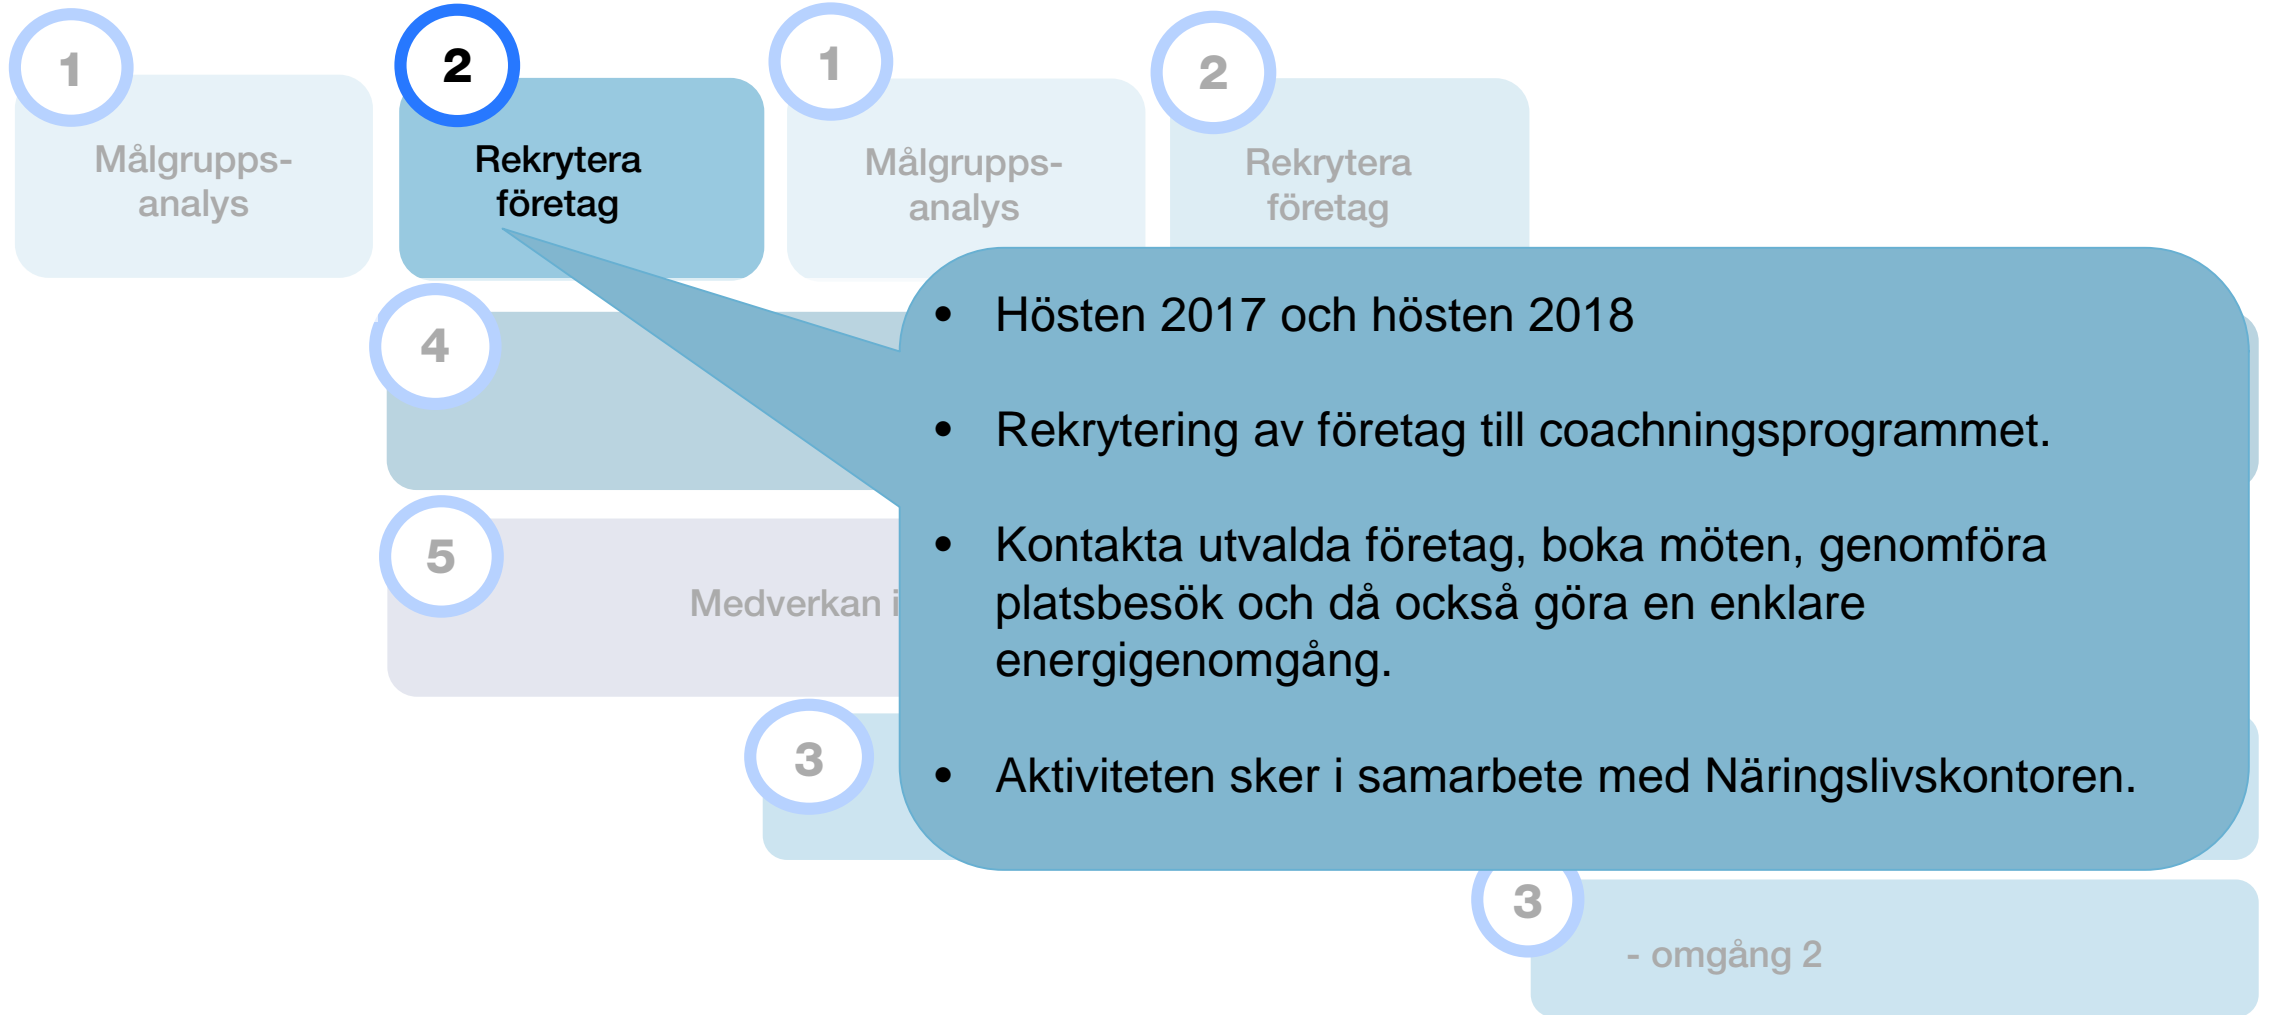 1
Målgrupps-
analys
2
Rekrytera
företag
1
Målgrupps-
analys
2
Rekrytera
företag
• Hösten 2017 och hösten 2018
• Rekrytering av företag till coachningsprogrammet.
• Kontakta utvalda företag, boka möten, genomföra
platsbesök och då också göra en enklare
energigenomgång.
• Aktiviteten sker i samarbete med Näringslivskontoren.
4
5
Medverkan i
3
3
- omgång 2